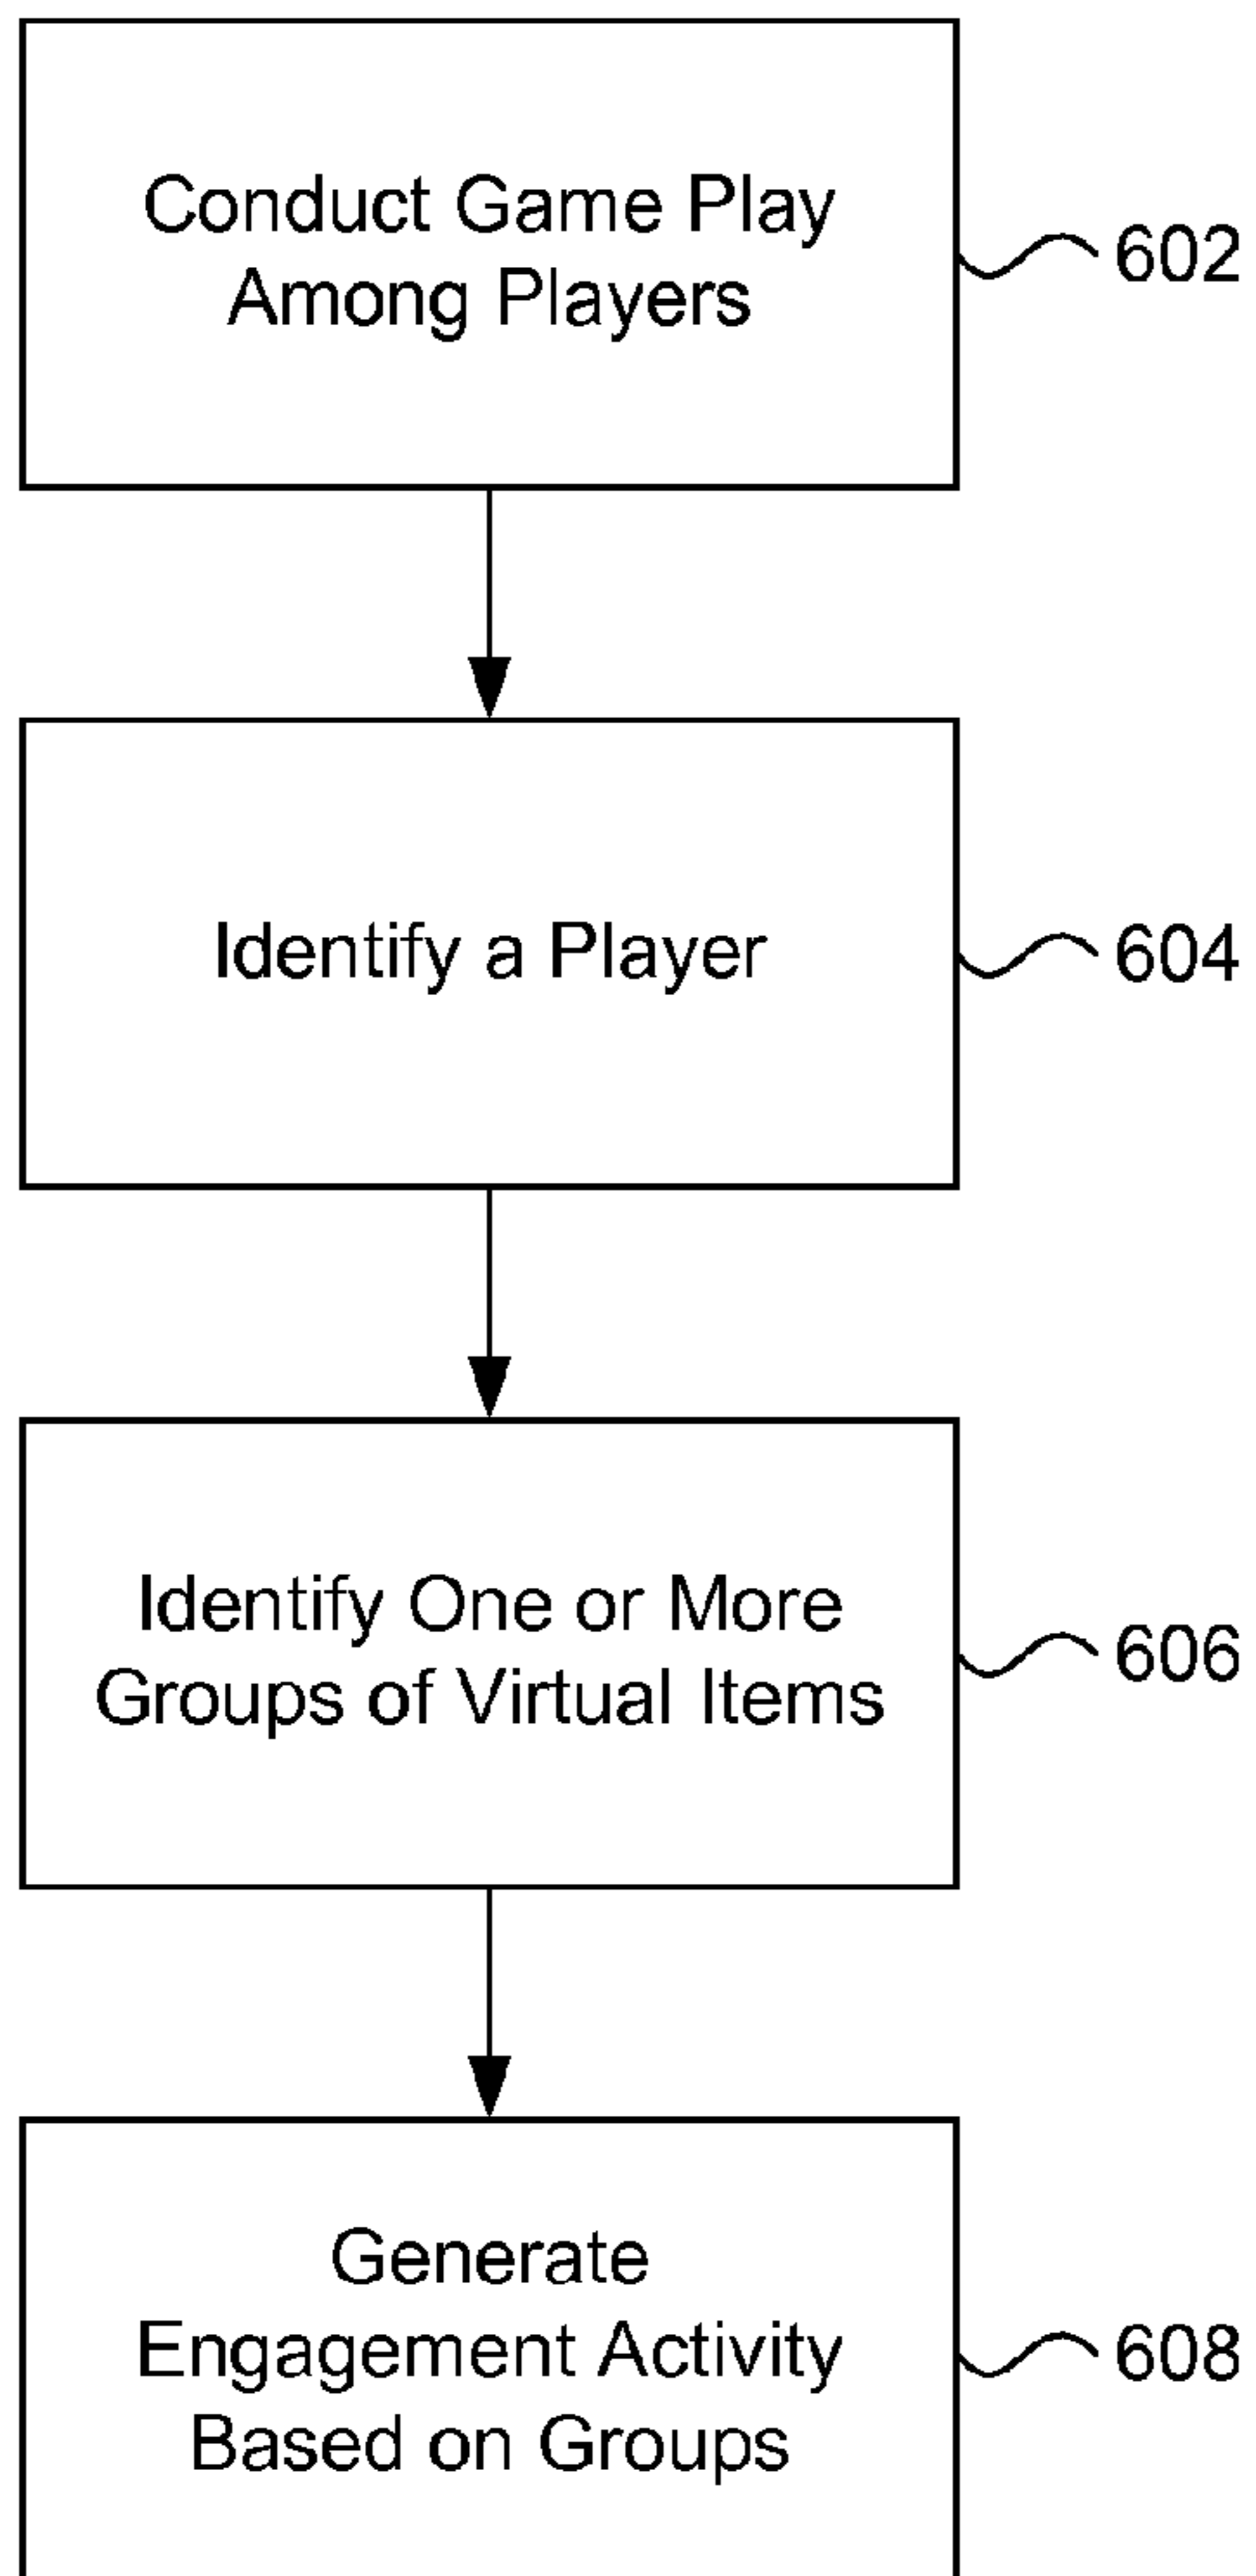 Conduct Game Play
Among Players
602
Identify a Player
604
Identify One or More
Groups of Virtual Items
606
Generate
Engagement Activity
Based on Groups
608